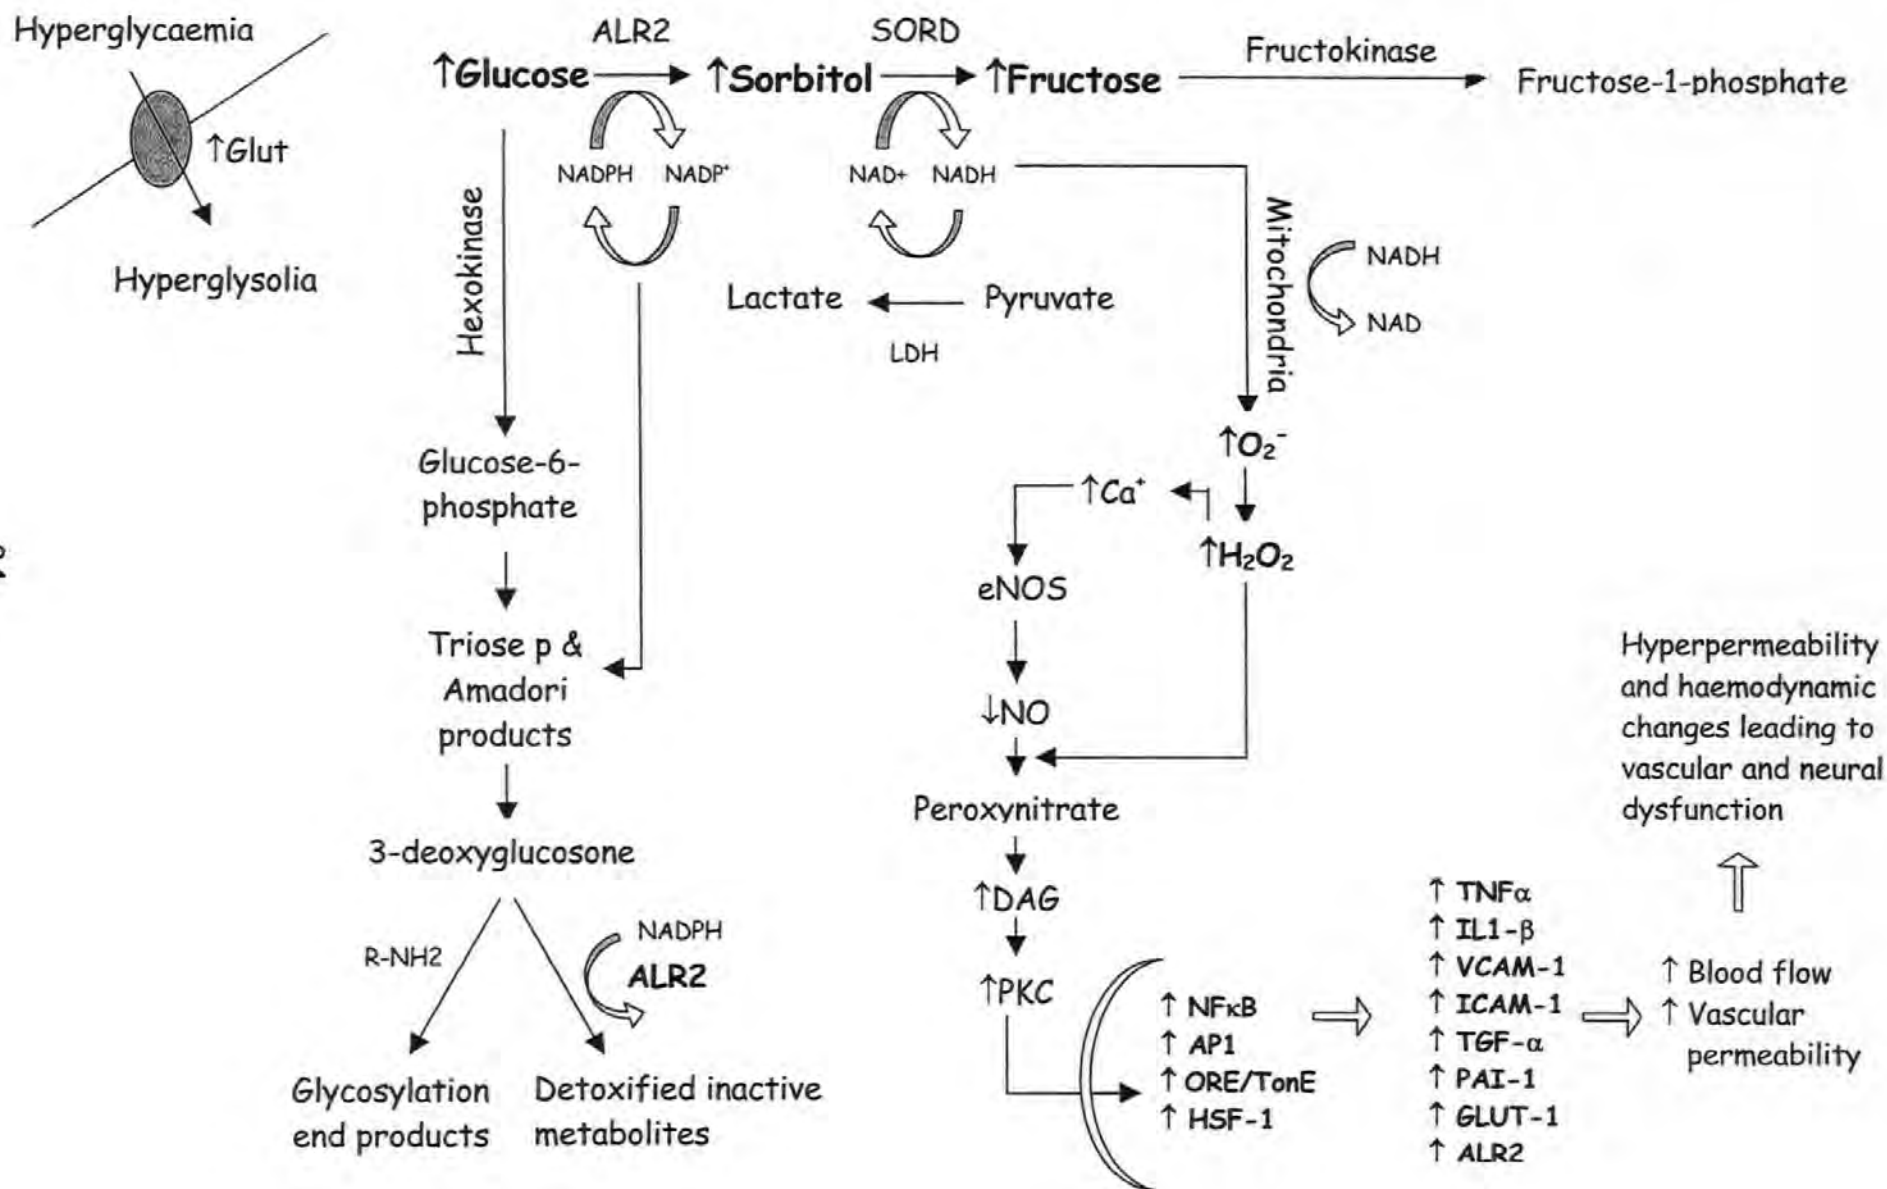 Hyperglycaemia
↑Glut
Hyperglysolia
ALR2
SORD
Fructokinase
↑Glucose
↑Sorbitol
↑Fructose
Fructose-1-phosphate
NADPH
NADP⁺
NAD+
NADH
Hexokinase
Mitochondria
NADH
NAD
Lactate
Pyruvate
LDH
Glucose-6-
phosphate
↑O₂⁻
↑Ca⁺
↑H₂O₂
eNOS
↓NO
Triose p &
Amadori
products
Peroxynitrate
3-deoxyglucosone
↑DAG
R-NH2
NADPH
ALR2
↑PKC
Glycosylation
end products
Detoxified inactive
metabolites
↑ NFκB
↑ AP1
↑ ORE/TonE
↑ HSF-1
↑ TNFα
↑ IL1-β
↑ VCAM-1
↑ ICAM-1
↑ TGF-α
↑ PAI-1
↑ GLUT-1
↑ ALR2
↑ Blood flow
↑ Vascular
permeability
Hyperpermeability
and haemodynamic
changes leading to
vascular and neural
dysfunction